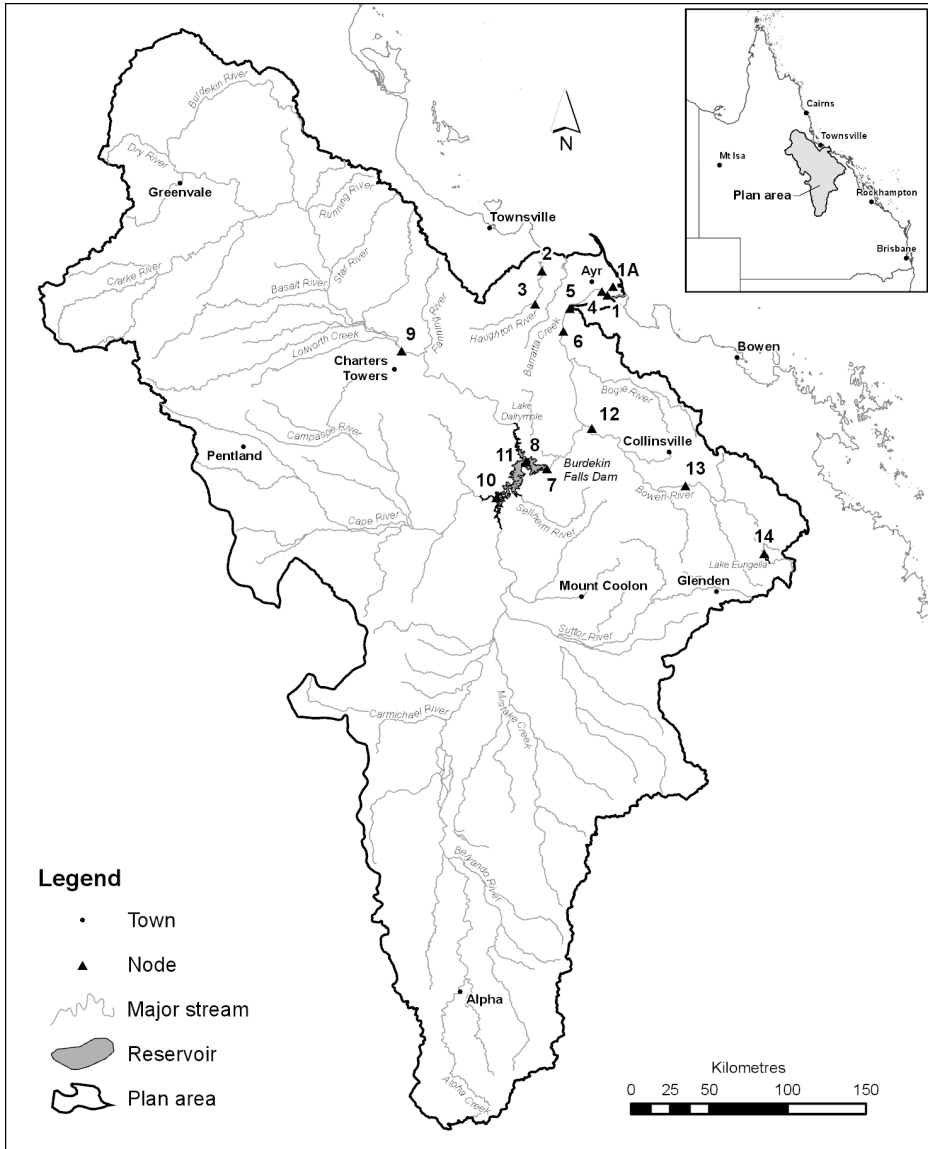 Cairns
Townsville
Mt Isa
Plan area
Rockhampton
Brisbane
N
Burdekin River
Dry River
Greenvale
Running River
Townsville
Clarke River
Star River
Basalt River
Lolworth Creek
Fanning River
2
Ayr
1A
3
5
4
1
Haughton River
Barratta Creek
6
9
Charters
Towers
Bowen
Bogie River
Lake
Dalrymple
12
Campaspe River
Collinsville
Pentland
8
11
Burdekin
Falls Dam
13
7
10
Bowen River
Sellheim River
Cape River
14
Lake Eungella
Mount Coolon
Glenden
Suttor River
Carmichael River
Mistake Creek
Belyando River
Alpha
Alpha Creek
Legend
Town
Node
Major stream
Reservoir
Plan area
Kilometres
0 25 50 100 150